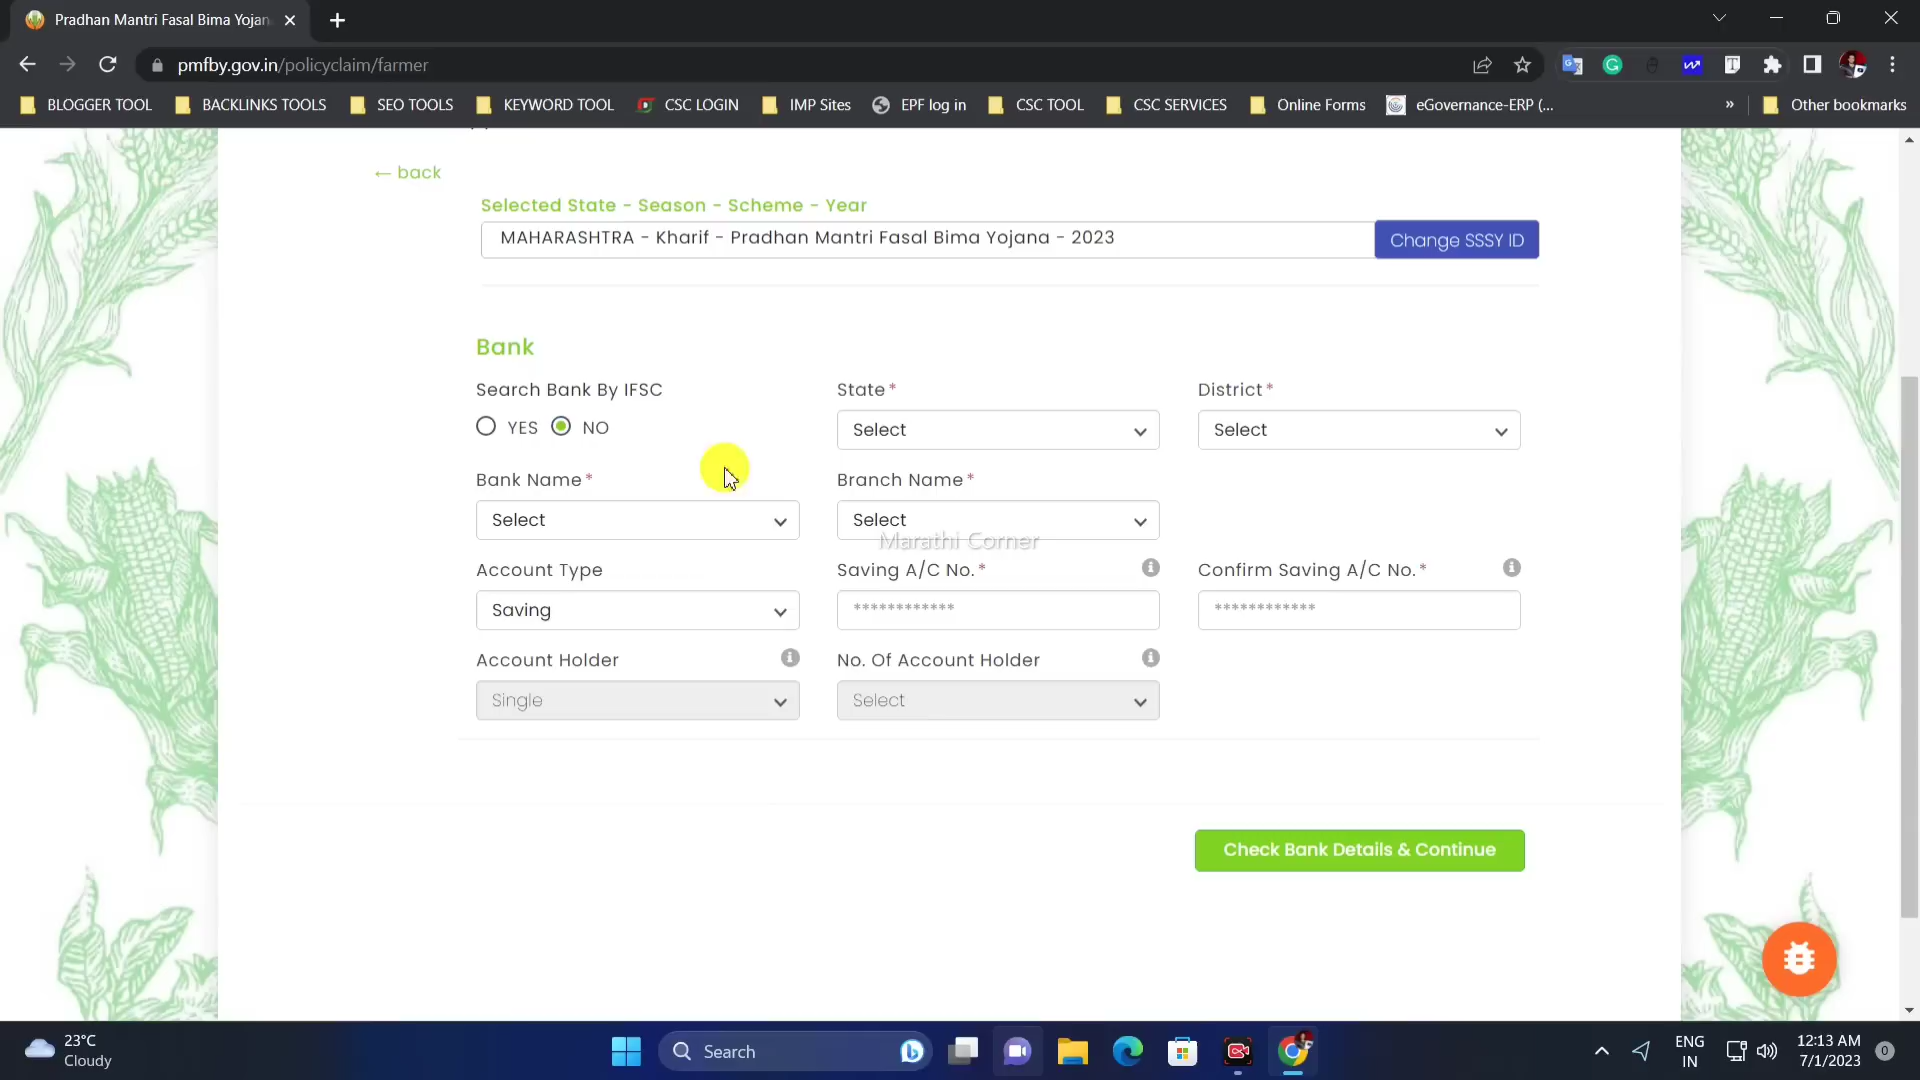 Pradhan Mantri Fasal Bima Yojan
pmfby.gov.in/policyclaim/farmer
BLOGGER TOOL BACKLINKS TOOLS SEO TOOLS KEYWORD TOOL CSC LOGIN IMP Sites EPF log in CSC TOOL CSC SERVICES Online Forms eGovernance-ERP (... » Other bookmarks
← back
Selected State - Season - Scheme - Year
MAHARASHTRA - Kharif - Pradhan Mantri Fasal Bima Yojana - 2023 Change SSSY ID
Bank
Search Bank By IFSC State* District*
YES NO Select Select
Bank Name* Branch Name*
Select Select
Marathi Corner
Account Type Saving A/C No.* Confirm Saving A/C No.*
Saving ************ ************
Account Holder No. Of Account Holder
Single Select
Check Bank Details & Continue
23°C
Cloudy
Search
ENG
IN
12:13 AM
7/1/2023
0